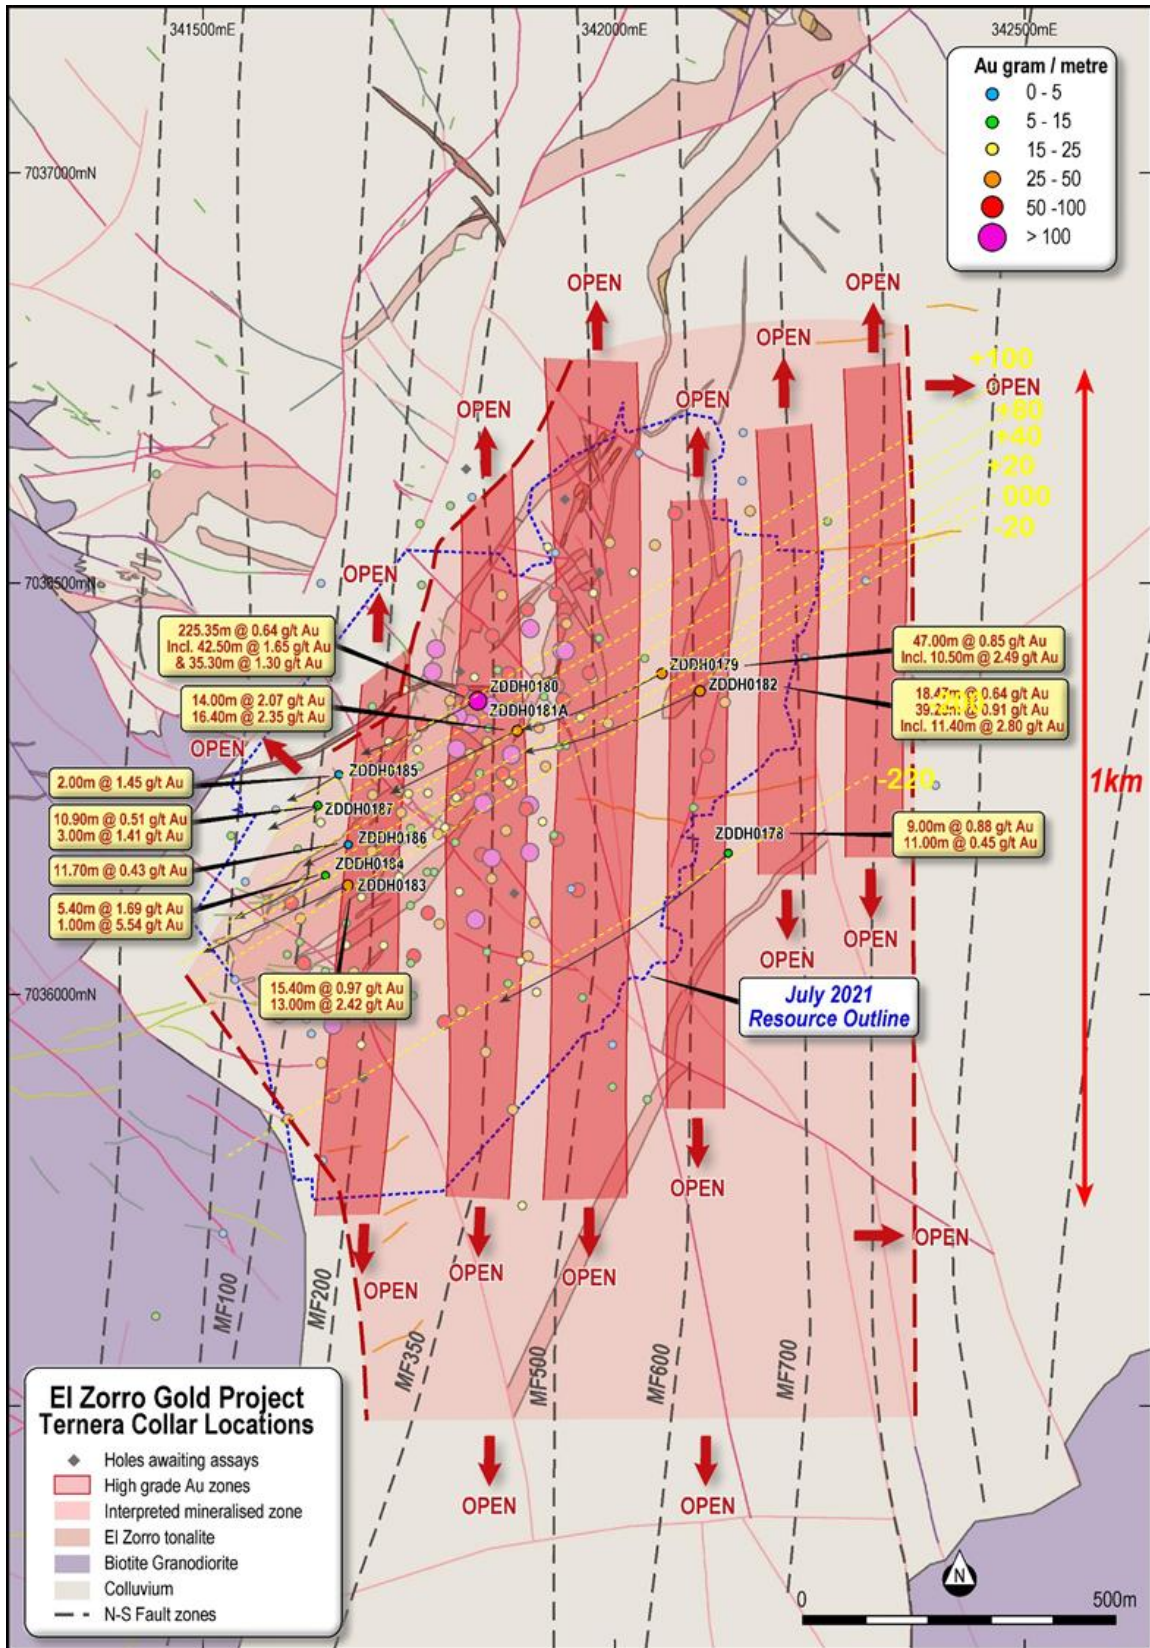 341500mE
342000mE
342500mE
Au gram / metre
0 - 5
5 - 15
15 - 25
25 - 50
50 -100
> 100
7037000mN
OPEN
OPEN
OPEN
+100
OPEN
OPEN
OPEN
+80
+40
+20
000
-20
7036500mN
OPEN
225.35m @ 0.64 g/t Au
Incl. 42.50m @ 1.65 g/t Au
& 35.30m @ 1.30 g/t Au
47.00m @ 0.85 g/t Au
Incl. 10.50m @ 2.49 g/t Au
ZDDH0179
ZDDH0180
ZDDH0182
14.00m @ 2.07 g/t Au
16.40m @ 2.35 g/t Au
ZDDH0181A
@ 0.64 g/t Au
@ 0.91 g/t Au
Incl. 11.40m @ 2.80 g/t Au
OPEN
2.00m @ 1.45 g/t Au
ZDDH0185
-220
1km
10.90m @ 0.51 g/t Au
3.00m @ 1.41 g/t Au
ZDDH0187
ZDDH0178
9.00m @ 0.88 g/t Au
11.00m @ 0.45 g/t Au
11.70m @ 0.43 g/t Au
ZDDH0186
ZDDH0184
ZDDH0183
5.40m @ 1.69 g/t Au
1.00m @ 5.54 g/t Au
OPEN
OPEN
15.40m @ 0.97 g/t Au
13.00m @ 2.42 g/t Au
7036000mN
July 2021
Resource Outline
OPEN
OPEN
OPEN
OPEN
OPEN
OPEN
MF100
MF200
MF350
MF500
MF600
MF700
El Zorro Gold Project
Ternera Collar Locations
Holes awaiting assays
High grade Au zones
Interpreted mineralised zone
El Zorro tonalite
Biotite Granodiorite
Colluvium
N-S Fault zones
OPEN
OPEN
N
0
500m